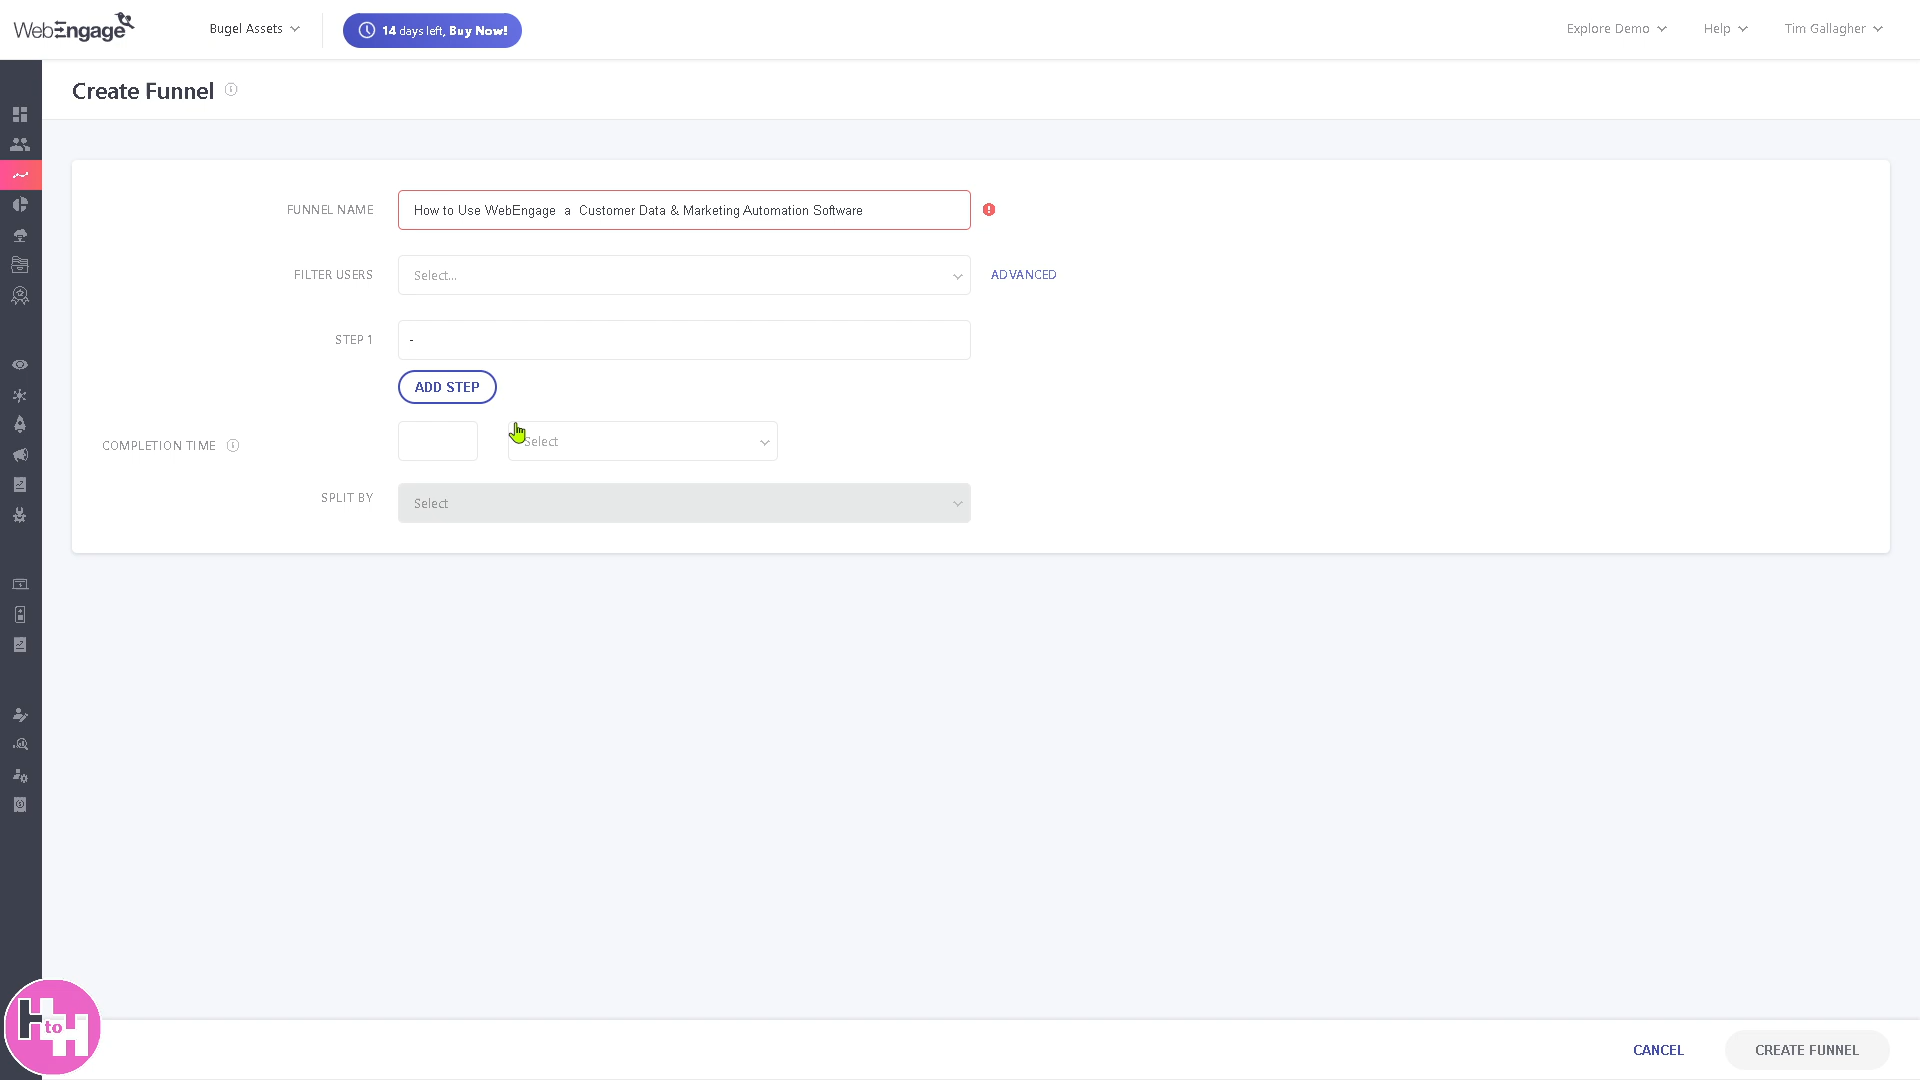 WebEngage
Bugel Assets
14 days left, Buy Now!
Explore Demo
Help
Tim Gallagher
Create Funnel
FUNNEL NAME
How to Use WebEngage  a  Customer Data & Marketing Automation Software
FILTER USERS
Select...
ADVANCED
STEP 1
-
ADD STEP
COMPLETION TIME
Select
SPLIT BY
Select
H to H
CANCEL
CREATE FUNNEL